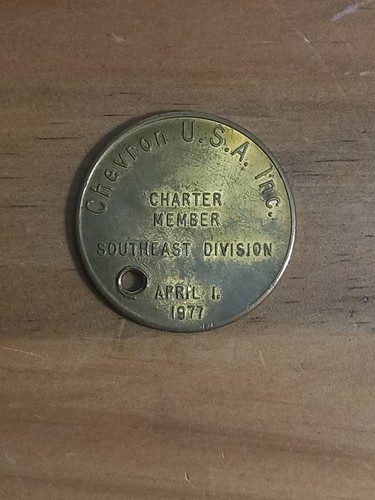 Chevron U.S.A. Inc.
CHARTER
MEMBER
SOUTHEAST DIVISION
APRIL 1.
1977